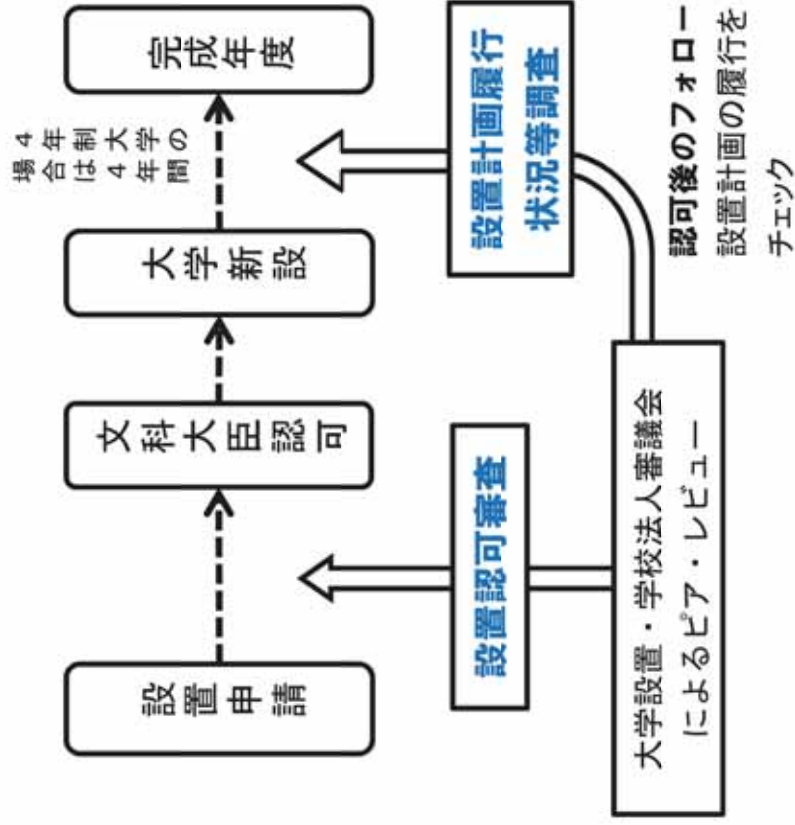 設置申請
文科大臣認可
大学新設
４年制大学の
場合は４年間
完成年度
設置認可審査
設置計画履行
状況等調査
大学設置・学校法人審議会
によるピア・レビュー
認可後のフォロー
設置計画の履行を
チェック